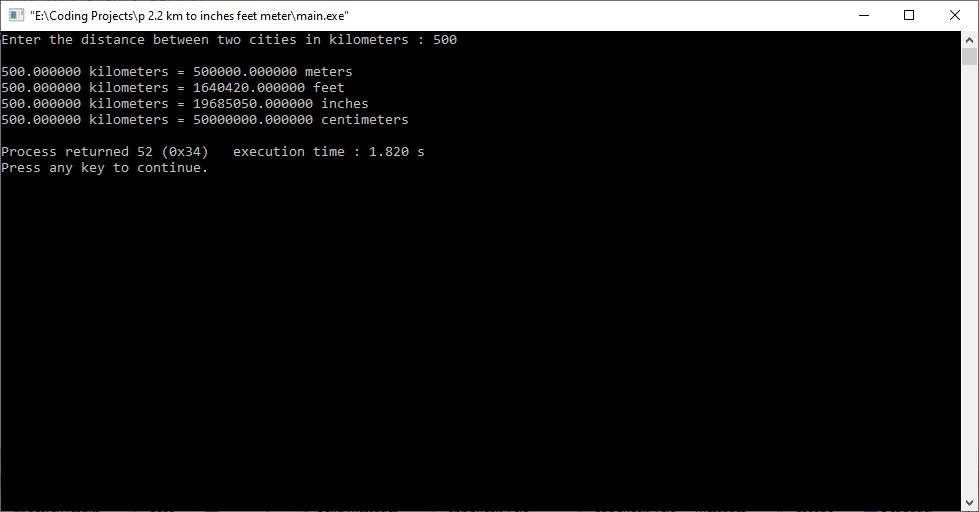 "E:\Coding Projects\p 2.2 km to inches feet meter\main.exe"
Enter the distance between two cities in kilometers : 500
500.000000 kilometers = 500000.000000 meters
500.000000 kilometers = 1640420.000000 feet
500.000000 kilometers = 19685050.000000 inches
500.000000 kilometers = 50000000.000000 centimeters
Process returned 52 (0x34)   execution time : 1.820 s
Press any key to continue.